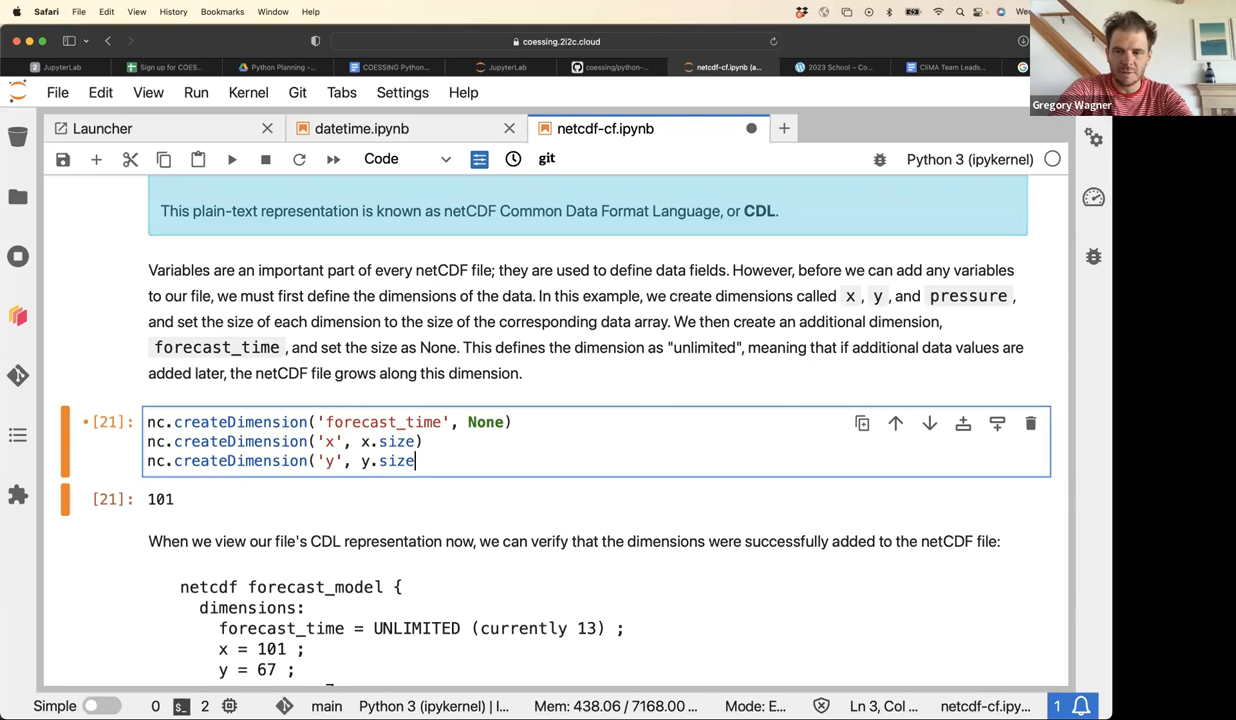 Safari File Edit View History Bookmarks Window Help
coessing.2i2c.cloud
JupyterLab
Sign up for COES...
Python Planning -...
COESSING Python...
JupyterLab
coessing/python-...
netcdf-cf.ipynb (a...
2023 School – Co...
CliMA Team Leads...
Gregory Wagner
File Edit View Run Kernel Git Tabs Settings Help
Launcher
datetime.ipynb
netcdf-cf.ipynb
Code
git
Python 3 (ipykernel)
This plain-text representation is known as netCDF Common Data Format Language, or CDL.
Variables are an important part of every netCDF file; they are used to define data fields. However, before we can add any variables
to our file, we must first define the dimensions of the data. In this example, we create dimensions called x, y, and pressure,
and set the size of each dimension to the size of the corresponding data array. We then create an additional dimension,
forecast_time, and set the size as None. This defines the dimension as "unlimited", meaning that if additional data values are
added later, the netCDF file grows along this dimension.
[21]: nc.createDimension('forecast_time', None)
nc.createDimension('x', x.size)
nc.createDimension('y', y.size
[21]: 101
When we view our file's CDL representation now, we can verify that the dimensions were successfully added to the netCDF file:
netcdf forecast_model {
dimensions:
forecast_time = UNLIMITED (currently 13) ;
x = 101 ;
y = 67 ;
Simple 0 2 main Python 3 (ipykernel) | I... Mem: 438.06 / 7168.00 ... Mode: E... Ln 3, Col ... netcdf-cf.ipy... 1